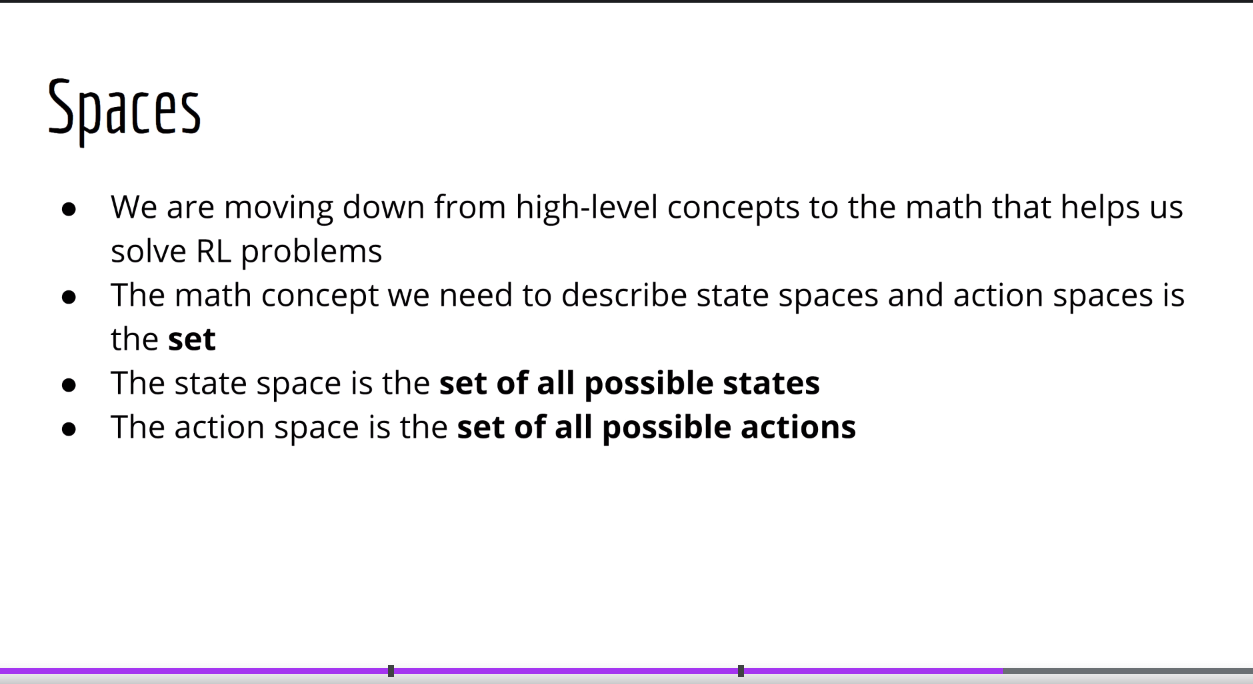 Spaces
● We are moving down from high-level concepts to the math that helps us
solve RL problems
● The math concept we need to describe state spaces and action spaces is
the set
● The state space is the set of all possible states
● The action space is the set of all possible actions